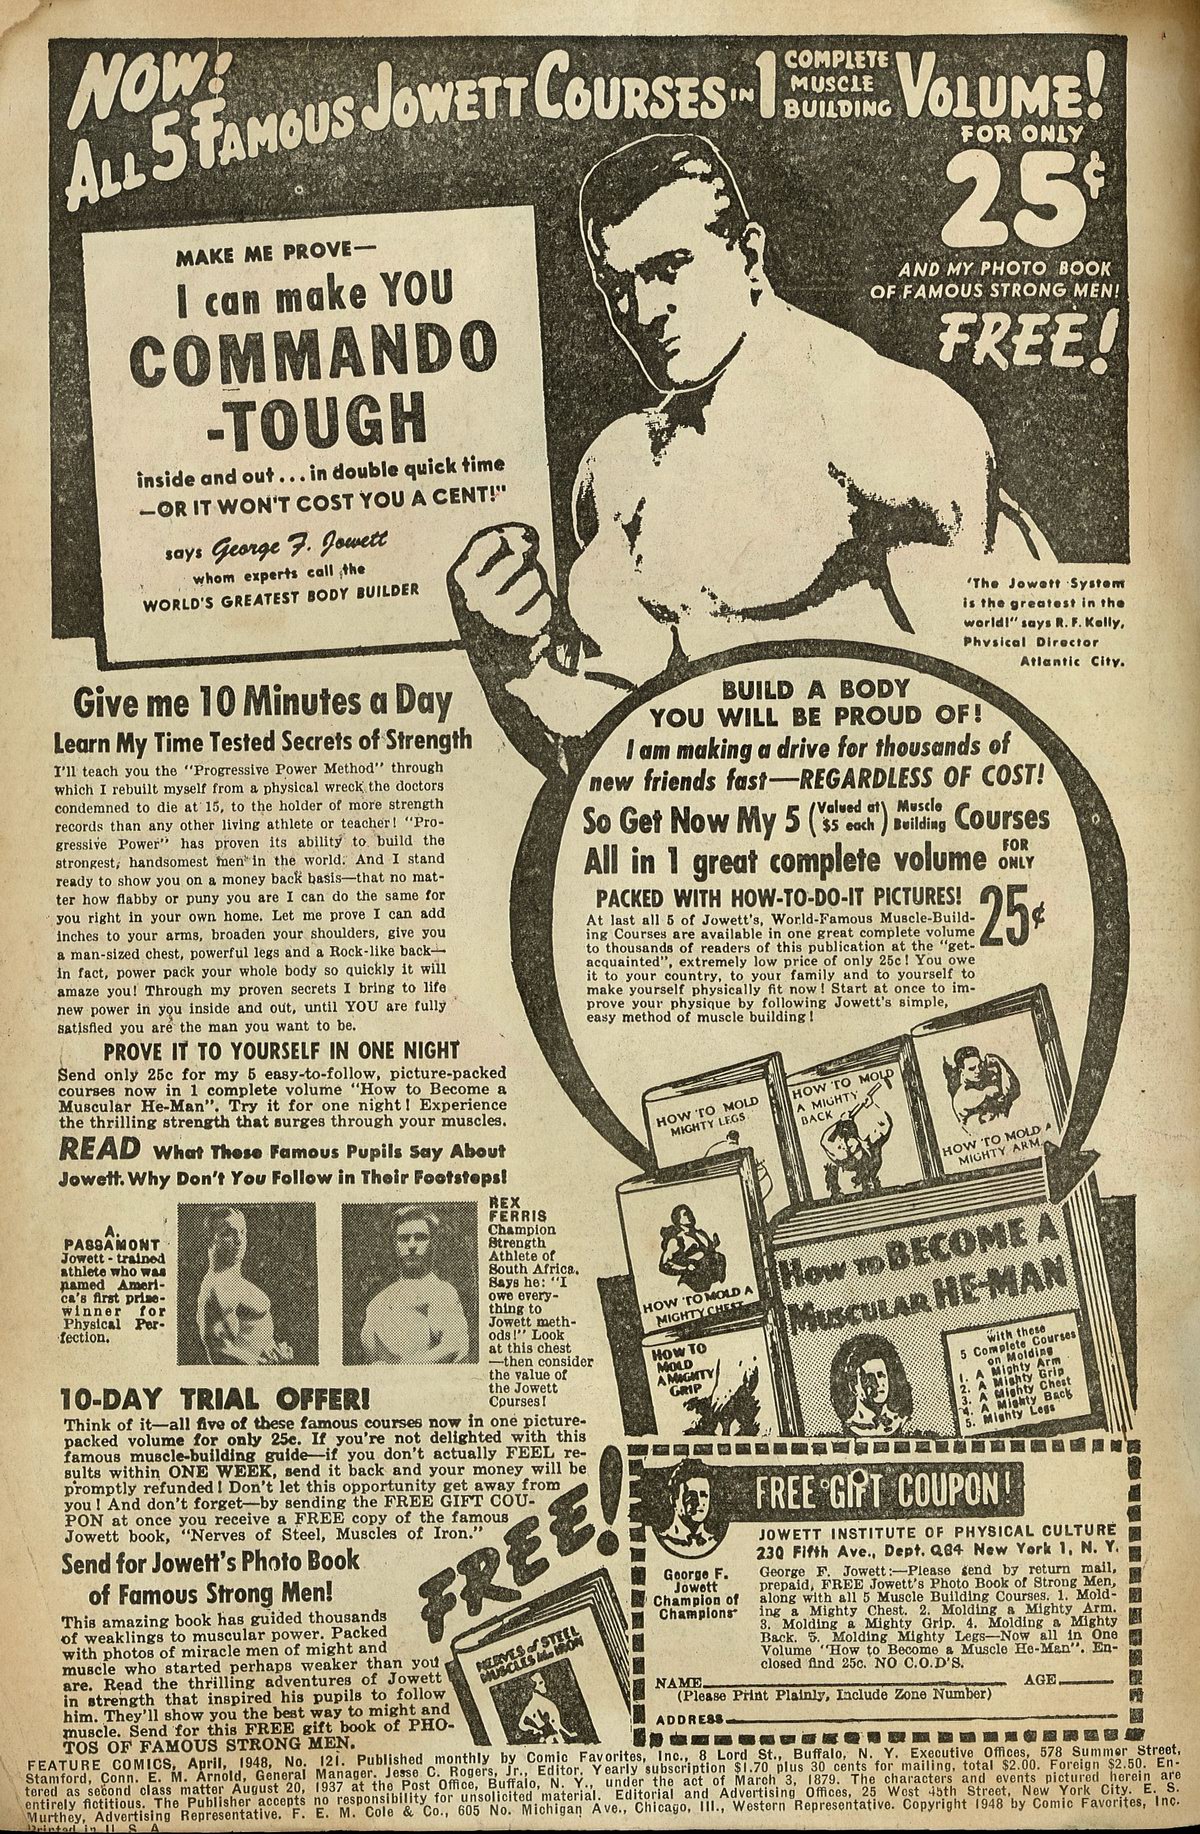 NOW!
ALL 5 FAMOUS JOWETT COURSES IN 1 COMPLETE MUSCLE BUILDING VOLUME!
FOR ONLY
25¢
AND MY PHOTO BOOK
OF FAMOUS STRONG MEN!
FREE!
MAKE ME PROVE—
I can make YOU
COMMANDO
-TOUGH
inside and out... in double quick time
—OR IT WON'T COST YOU A CENT!"
says George F. Jowett
whom experts call the
WORLD'S GREATEST BODY BUILDER
'The Jowett System
is the greatest in the
world!" says R. F. Kelly,
Physical Director
Atlantic City.
Give me 10 Minutes a Day
Learn My Time Tested Secrets of Strength
I'll teach you the "Progressive Power Method" through
which I rebuilt myself from a physical wreck the doctors
condemned to die at 15, to the holder of more strength
records than any other living athlete or teacher! "Pro-
gressive Power" has proven its ability to build the
strongest, handsomest men in the world. And I stand
ready to show you on a money back basis—that no mat-
ter how flabby or puny you are I can do the same for
you right in your own home. Let me prove I can add
inches to your arms, broaden your shoulders, give you
a man-sized chest, powerful legs and a Rock-like back—
in fact, power pack your whole body so quickly it will
amaze you! Through my proven secrets I bring to life
new power in you inside and out, until YOU are fully
satisfied you are the man you want to be.
PROVE IT TO YOURSELF IN ONE NIGHT
Send only 25c for my 5 easy-to-follow, picture-packed
courses now in 1 complete volume "How to Become a
Muscular He-Man". Try it for one night! Experience
the thrilling strength that surges through your muscles.
READ What These Famous Pupils Say About
Jowett. Why Don't You Follow in Their Footsteps!
A.
PASSAMONT
Jowett - trained
athlete who was
named Ameri-
ca's first prize-
winner for
Physical Per-
fection.
REX
FERRIS
Champion
Strength
Athlete of
South Africa.
Says he: "I
owe every-
thing to
Jowett meth-
ods!" Look
at this chest
—then consider
the value of
the Jowett
Courses!
10-DAY TRIAL OFFER!
Think of it—all five of these famous courses now in one picture-
packed volume for only 25c. If you're not delighted with this
famous muscle-building guide—if you don't actually FEEL re-
sults within ONE WEEK, send it back and your money will be
promptly refunded! Don't let this opportunity get away from
you! And don't forget—by sending the FREE GIFT COU-
PON at once you receive a FREE copy of the famous
Jowett book, "Nerves of Steel, Muscles of Iron."
Send for Jowett's Photo Book
of Famous Strong Men!
This amazing book has guided thousands
of weaklings to muscular power. Packed
with photos of miracle men of might and
muscle who started perhaps weaker than you
are. Read the thrilling adventures of Jowett
in strength that inspired his pupils to follow
him. They'll show you the best way to might and
muscle. Send for this FREE gift book of PHO-
TOS OF FAMOUS STRONG MEN.
FREE!
NERVES of STEEL
MUSCLES like IRON
BUILD A BODY
YOU WILL BE PROUD OF!
I am making a drive for thousands of
new friends fast—REGARDLESS OF COST!
So Get Now My 5 (Valued at $5 each) Muscle Building Courses
All in 1 great complete volume FOR ONLY
PACKED WITH HOW-TO-DO-IT PICTURES! 25¢
At last all 5 of Jowett's, World-Famous Muscle-Build-
ing Courses are available in one great complete volume
to thousands of readers of this publication at the "get-
acquainted", extremely low price of only 25c! You owe
it to your country, to your family and to yourself to
make yourself physically fit now! Start at once to im-
prove your physique by following Jowett's simple,
easy method of muscle building!
HOW TO MOLD
MIGHTY LEGS
HOW TO MOLD
A MIGHTY
BACK
HOW TO MOLD A
MIGHTY ARM
HOW TO MOLD A
MIGHTY CHEST
HOW TO
MOLD
A MIGHTY
GRIP
HOW TO BECOME A
MUSCULAR HE-MAN
with these
5 Complete Courses
on Molding
1. A Mighty Arm
2. A Mighty Grip
3. A Mighty Chest
4. A Mighty Back
5. Mighty Legs
FREE GIFT COUPON!
JOWETT INSTITUTE OF PHYSICAL CULTURE
230 Fifth Ave., Dept. Q84 New York 1, N. Y.
George F.
Jowett
Champion of
Champions
George F. Jowett:—Please send by return mail,
prepaid, FREE Jowett's Photo Book of Strong Men,
along with all 5 Muscle Building Courses. 1. Mold-
ing a Mighty Chest. 2. Molding a Mighty Arm.
3. Molding a Mighty Grip. 4. Molding a Mighty
Back. 5. Molding Mighty Legs—Now all in One
Volume "How to Become a Muscle He-Man". En-
closed find 25c. NO C.O.D'S.
NAME AGE
(Please Print Plainly, Include Zone Number)
ADDRESS
FEATURE COMICS, April, 1948, No. 121. Published monthly by Comic Favorites, Inc., 8 Lord St., Buffalo, N. Y. Executive Offices, 578 Summer Street,
Stamford, Conn. E. M. Arnold, General Manager. Jesse C. Rogers, Jr., Editor. Yearly subscription $1.70 plus 30 cents for mailing, total $2.00. Foreign $2.50. En-
tered as second class matter August 20, 1937 at the Post Office, Buffalo, N. Y., under the act of March 3, 1879. The characters and events pictured herein are
entirely fictitious. The Publisher accepts no responsibility for unsolicited material. Editorial and Advertising Offices, 25 West 45th Street, New York City. E. S.
Murthey, Advertising Representative. F. E. M. Cole & Co., 605 No. Michigan Ave., Chicago, Ill., Western Representative. Copyright 1948 by Comic Favorites, Inc.
Printed in U. S. A.